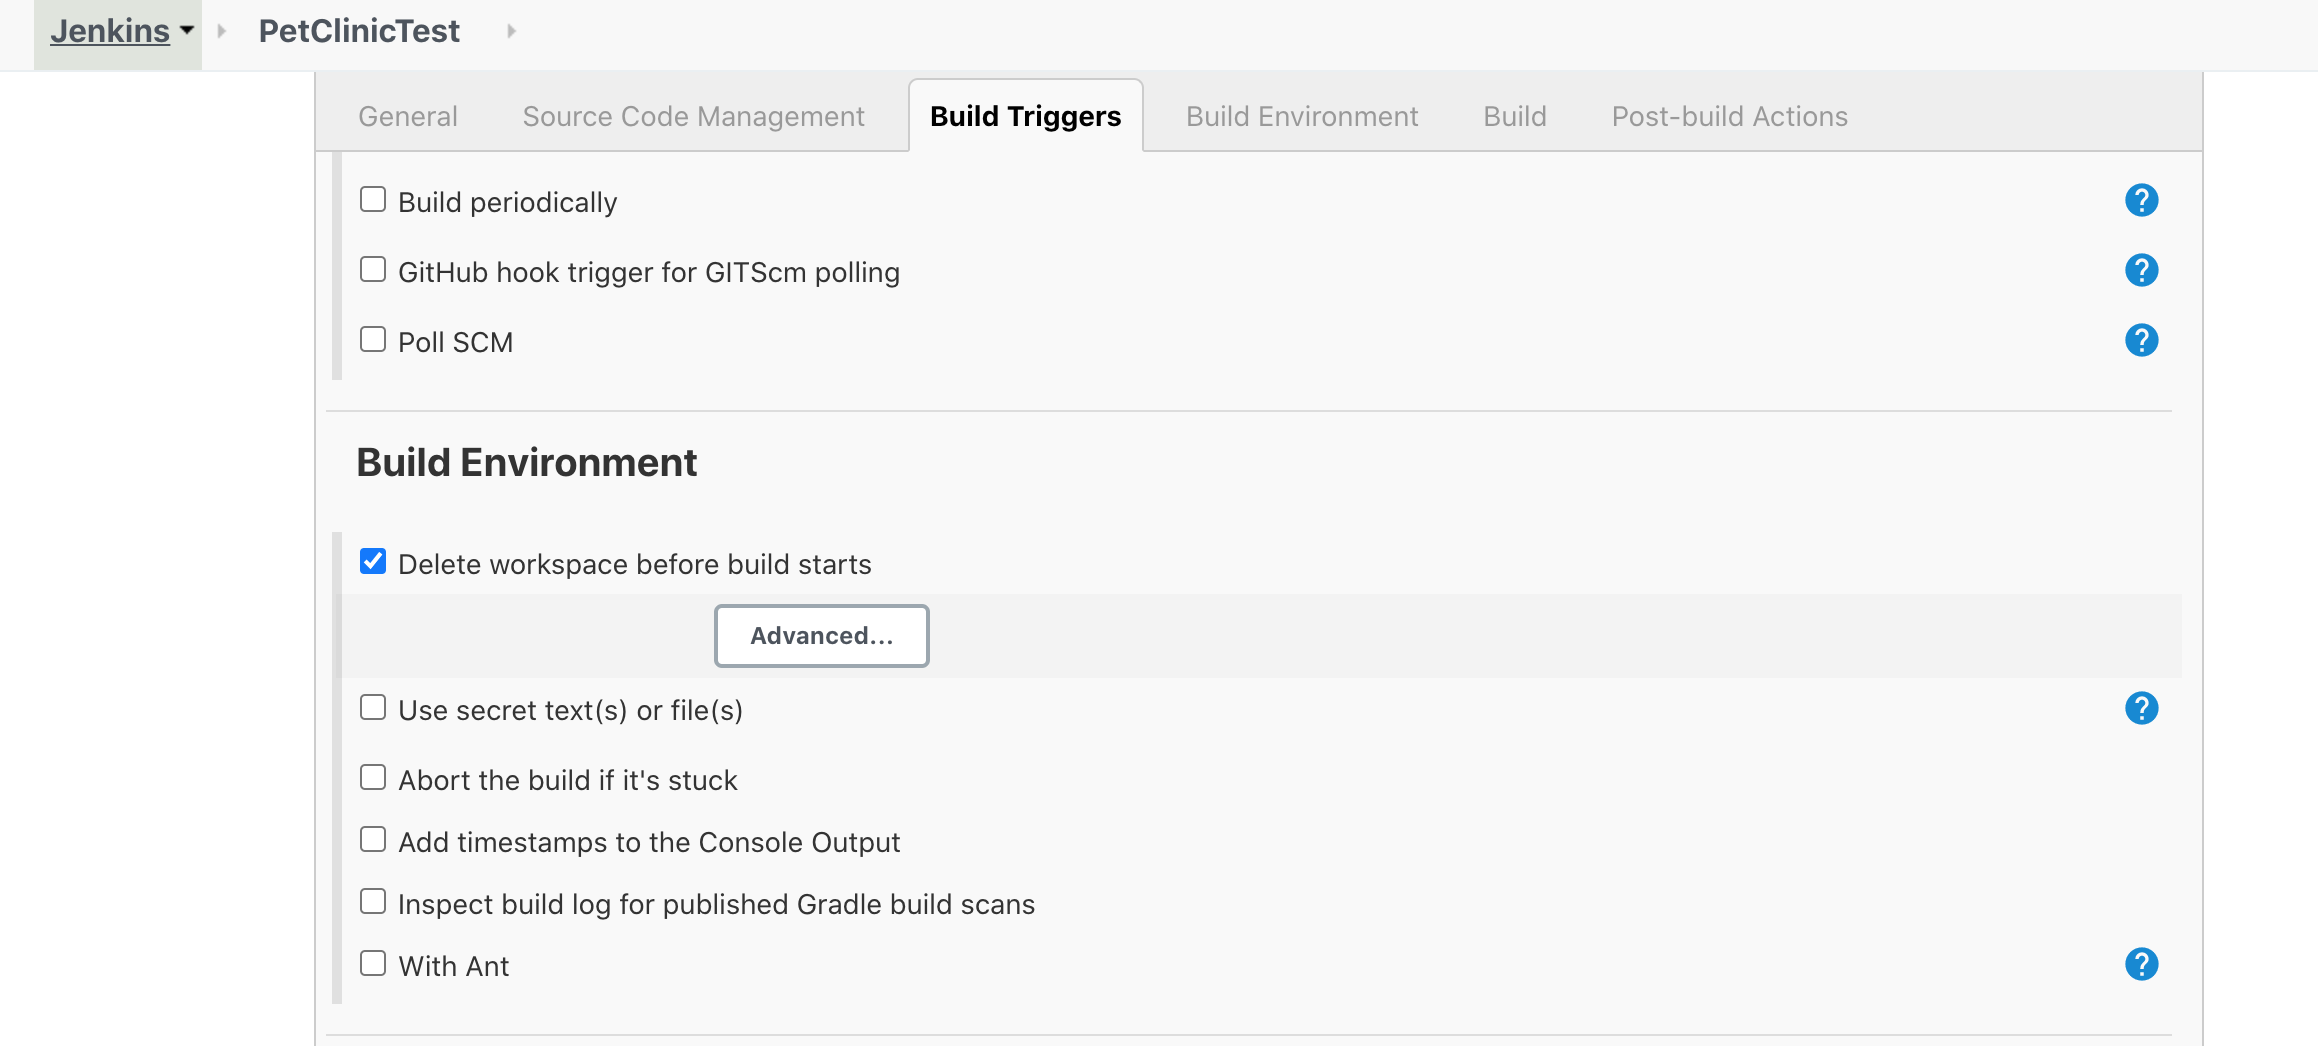 Jenkins PetClinicTest
General Source Code Management Build Triggers Build Environment Build Post-build Actions
Build periodically ?
GitHub hook trigger for GITScm polling ?
Poll SCM ?
Build Environment
Delete workspace before build starts
Advanced...
Use secret text(s) or file(s) ?
Abort the build if it's stuck
Add timestamps to the Console Output
Inspect build log for published Gradle build scans
With Ant ?